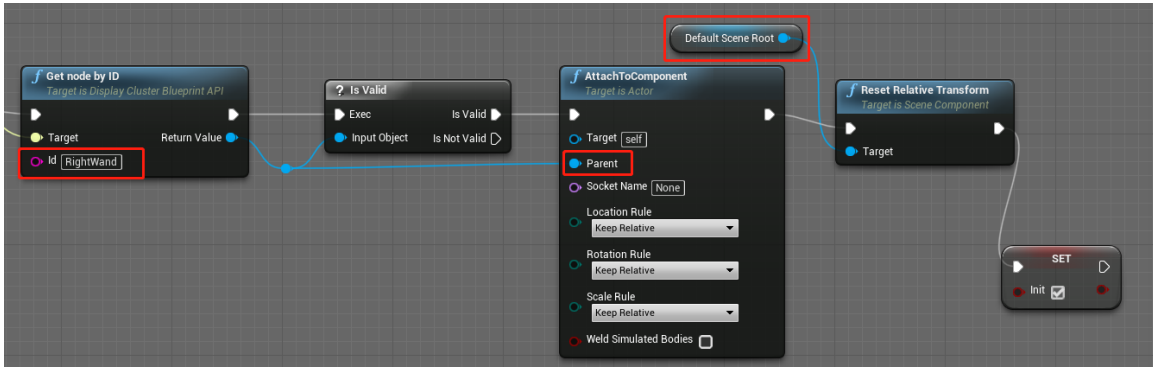 Default Scene Root
Get node by ID
Target is Display Cluster Blueprint API
Target
Return Value
Id
RightWand
? Is Valid
Exec
Is Valid
Input Object
Is Not Valid
AttachToComponent
Target is Actor
Target
self
Parent
Socket Name
None
Location Rule
Keep Relative
Rotation Rule
Keep Relative
Scale Rule
Keep Relative
Weld Simulated Bodies
Reset Relative Transform
Target is Scene Component
Target
SET
Init